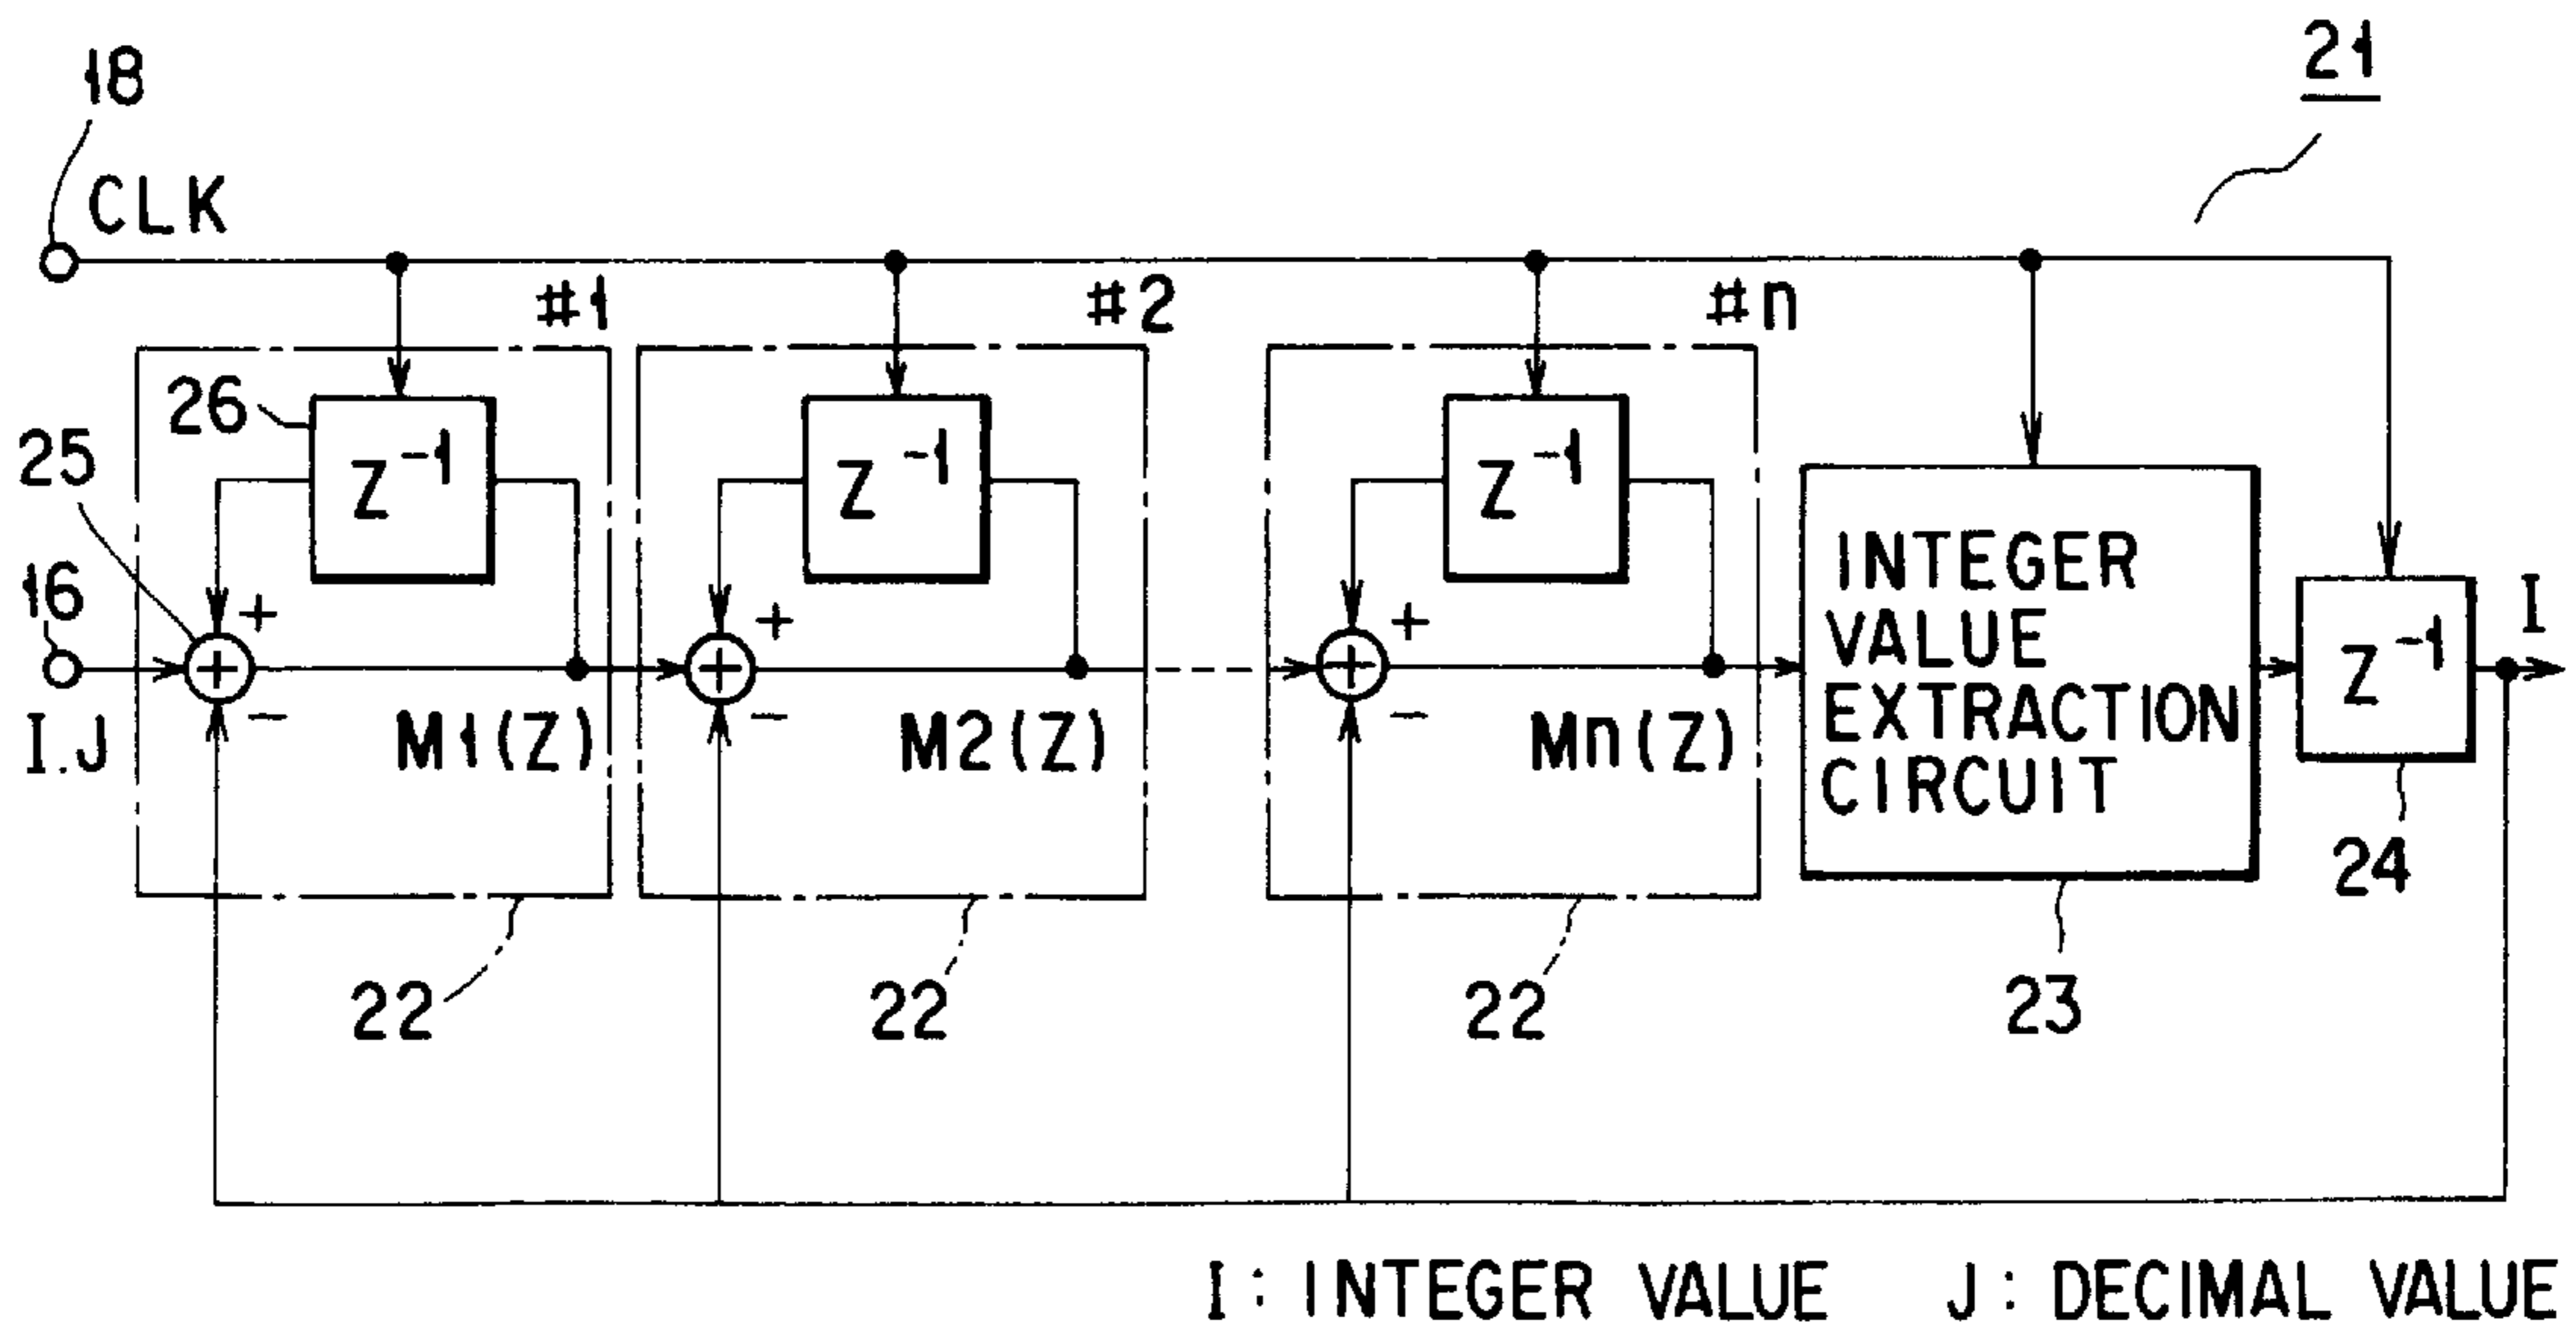 21
18
CLK
#1
#2
#n
26
Z⁻¹
Z⁻¹
Z⁻¹
25
INTEGER
VALUE
EXTRACTION
CIRCUIT
16
+
+
+
I
Z⁻¹
I.J
−
−
−
M1(Z)
M2(Z)
Mn(Z)
24
22
22
22
23
I : INTEGER VALUE J : DECIMAL VALUE